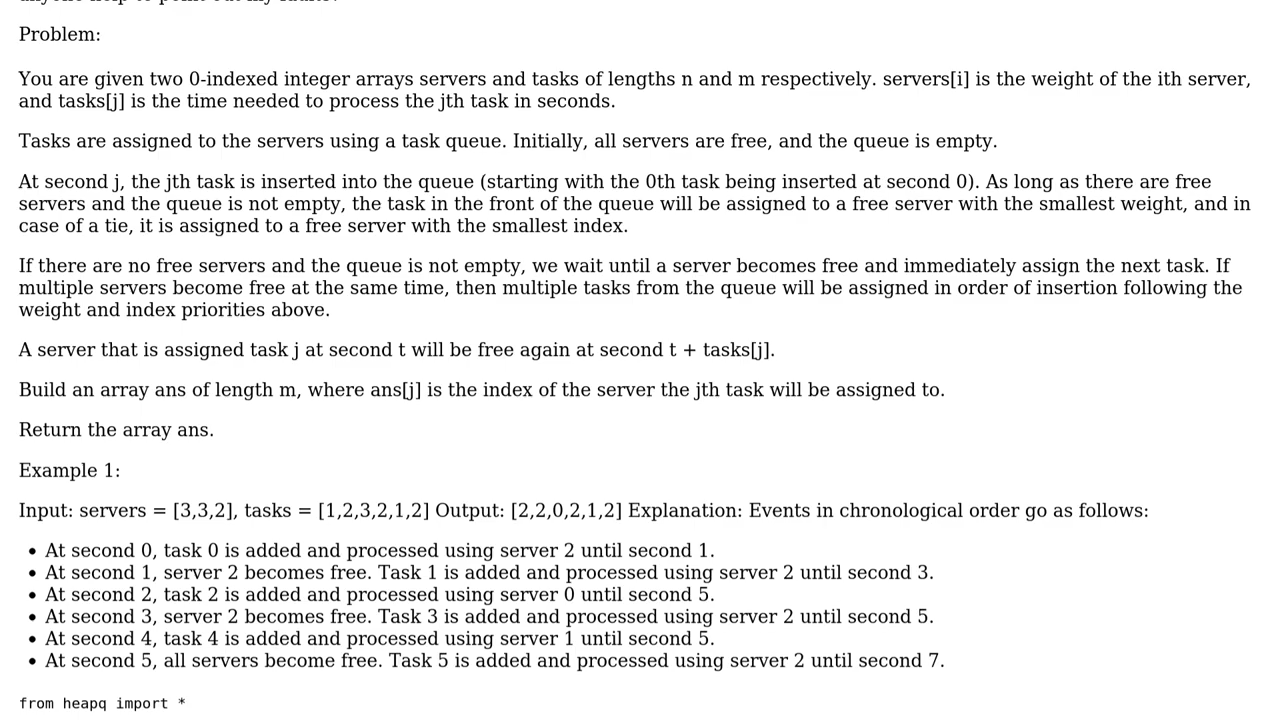 Problem:
You are given two 0-indexed integer arrays servers and tasks of lengths n and m respectively. servers[i] is the weight of the ith server,
and tasks[j] is the time needed to process the jth task in seconds.
Tasks are assigned to the servers using a task queue. Initially, all servers are free, and the queue is empty.
At second j, the jth task is inserted into the queue (starting with the 0th task being inserted at second 0). As long as there are free
servers and the queue is not empty, the task in the front of the queue will be assigned to a free server with the smallest weight, and in
case of a tie, it is assigned to a free server with the smallest index.
If there are no free servers and the queue is not empty, we wait until a server becomes free and immediately assign the next task. If
multiple servers become free at the same time, then multiple tasks from the queue will be assigned in order of insertion following the
weight and index priorities above.
A server that is assigned task j at second t will be free again at second t + tasks[j].
Build an array ans of length m, where ans[j] is the index of the server the jth task will be assigned to.
Return the array ans.
Example 1:
Input: servers = [3,3,2], tasks = [1,2,3,2,1,2] Output: [2,2,0,2,1,2] Explanation: Events in chronological order go as follows:
• At second 0, task 0 is added and processed using server 2 until second 1.
• At second 1, server 2 becomes free. Task 1 is added and processed using server 2 until second 3.
• At second 2, task 2 is added and processed using server 0 until second 5.
• At second 3, server 2 becomes free. Task 3 is added and processed using server 2 until second 5.
• At second 4, task 4 is added and processed using server 1 until second 5.
• At second 5, all servers become free. Task 5 is added and processed using server 2 until second 7.
from heapq import *